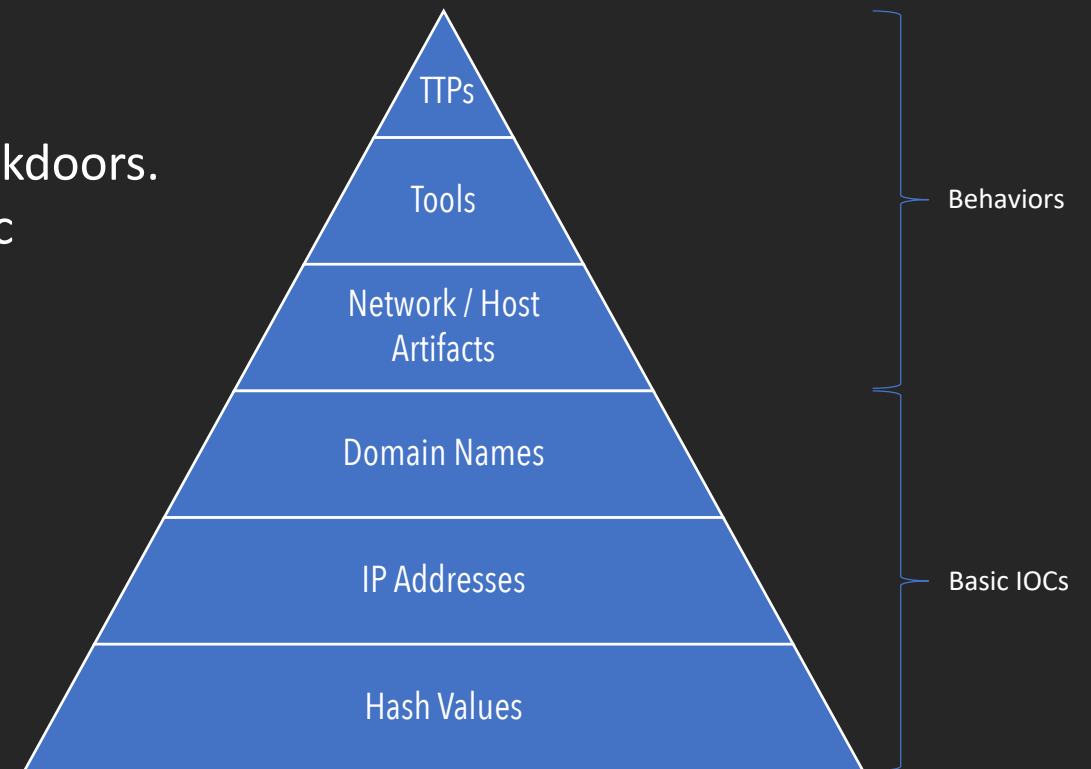 kdoors.
c
TTPs
Tools
Network / Host
Artifacts
Domain Names
IP Addresses
Hash Values
Behaviors
Basic IOCs